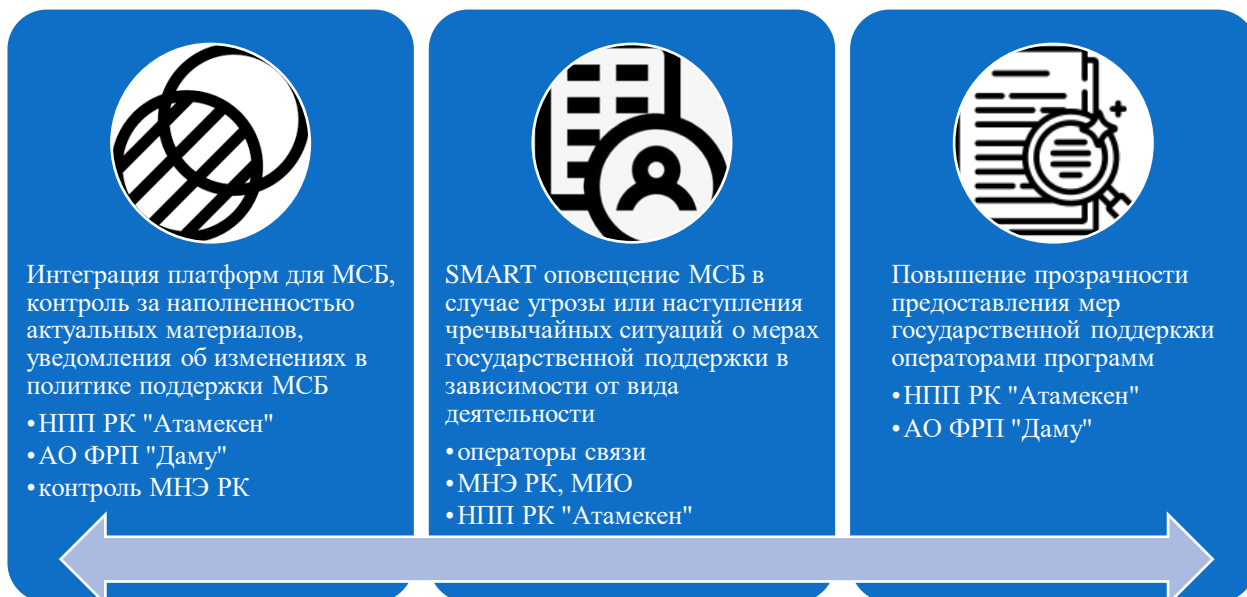 Интеграция платформ для МСБ,
контроль за наполненностью
актуальных материалов,
уведомления об изменениях в
политике поддержки МСБ
•НПП РК "Атамекен"
•АО ФРП "Даму"
•контроль МНЭ РК
SMART оповещение МСБ в
случае угрозы или наступления
чречвычайных ситуаций о мерах
государственной поддержки в
зависимости от вида
деятельности
•операторы связи
•МНЭ РК, МИО
•НПП РК "Атамекен"
Повышение прозрачности
предоставления мер
государственной поддеркжи
операторами программ
•НПП РК "Атамекен"
•АО ФРП "Даму"